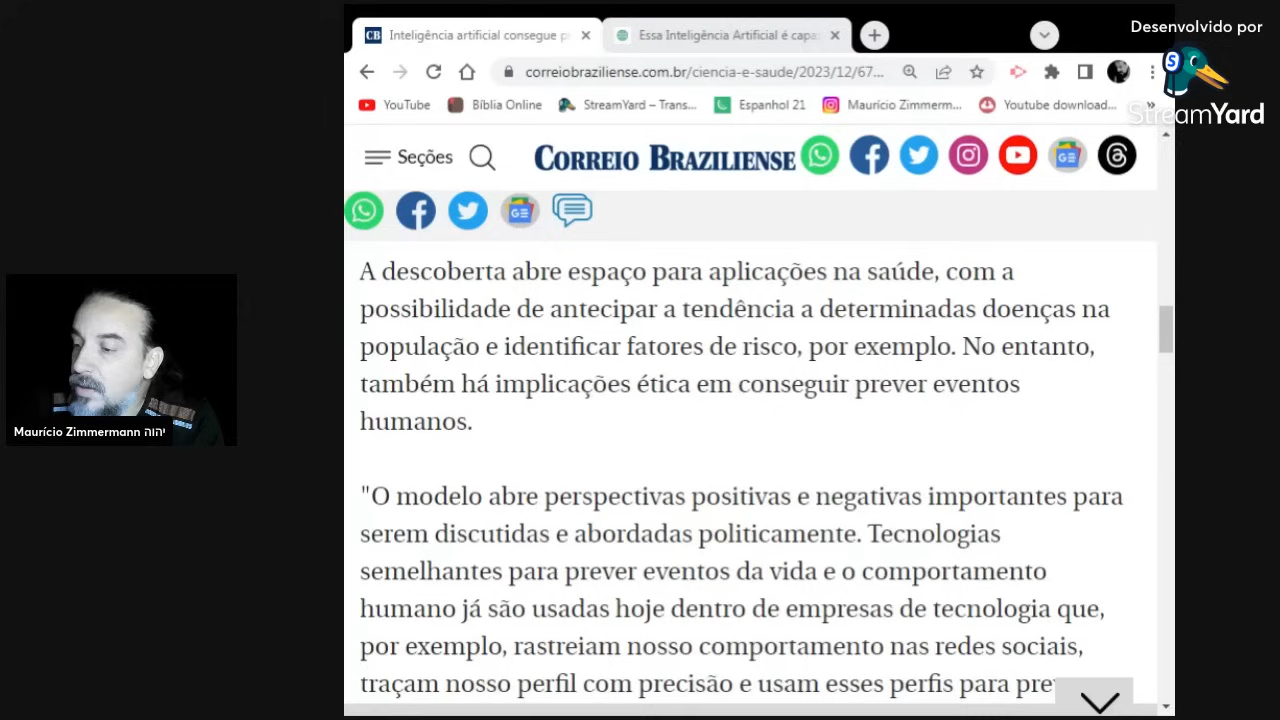 Desenvolvido por
StreamYard
CB Inteligência artificial consegue p
Essa Inteligência Artificial é capa
correiobraziliense.com.br/ciencia-e-saude/2023/12/67...
YouTube
Bíblia Online
StreamYard – Trans...
Espanhol 21
Maurício Zimmerm...
Youtube download...
»
Seções
CORREIO BRAZILIENSE
A descoberta abre espaço para aplicações na saúde, com a
possibilidade de antecipar a tendência a determinadas doenças na
população e identificar fatores de risco, por exemplo. No entanto,
também há implicações ética em conseguir prever eventos
humanos.
"O modelo abre perspectivas positivas e negativas importantes para
serem discutidas e abordadas politicamente. Tecnologias
semelhantes para prever eventos da vida e o comportamento
humano já são usadas hoje dentro de empresas de tecnologia que,
por exemplo, rastreiam nosso comportamento nas redes sociais,
traçam nosso perfil com precisão e usam esses perfis para pre
Maurício Zimmermann יהוה